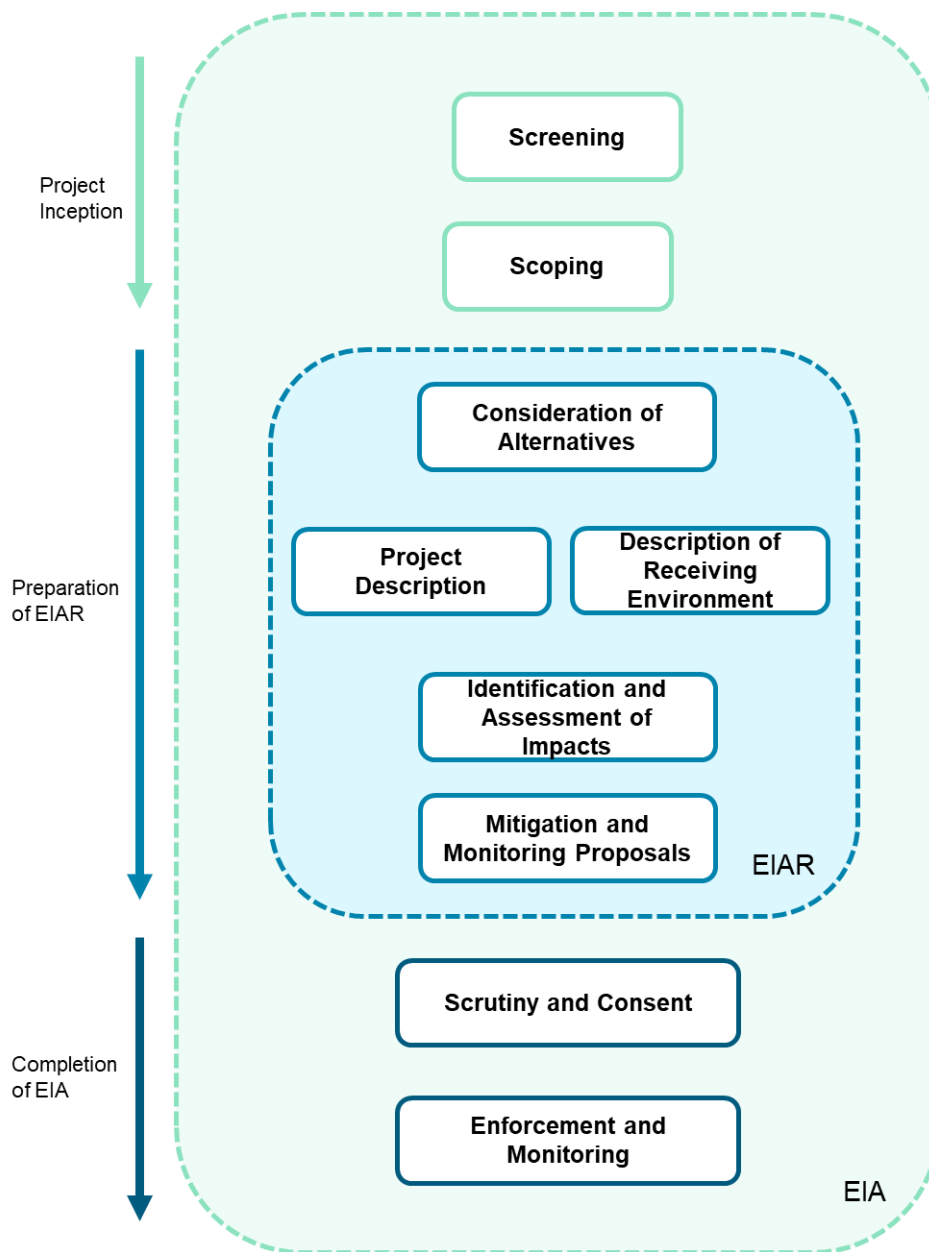 Screening
Project
Inception
Scoping
Consideration of
Alternatives
Project
Description
Description of
Receiving
Environment
Preparation
of EIAR
Identification and
Assessment of
Impacts
Mitigation and
Monitoring Proposals
EIAR
Scrutiny and Consent
Completion
of EIA
Enforcement and
Monitoring
EIA